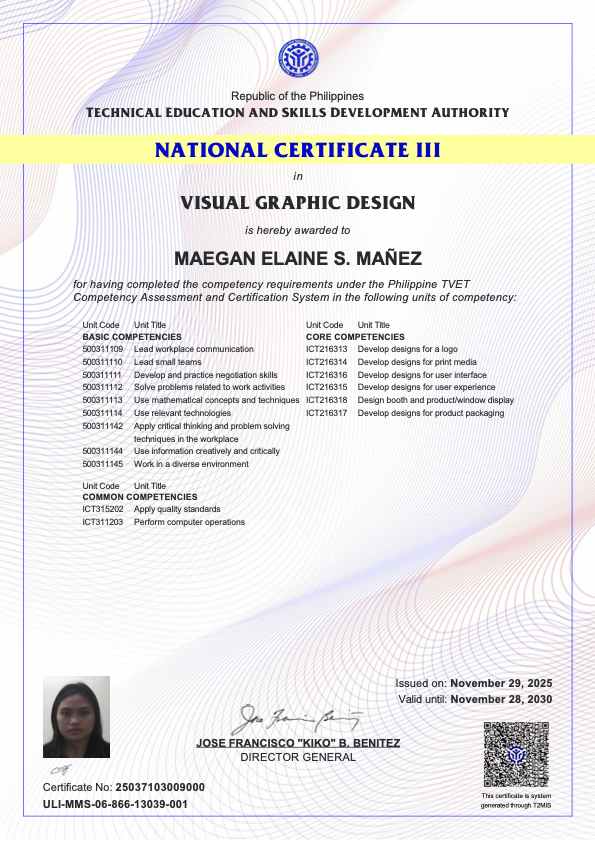 Republic of the Philippines
TECHNICAL EDUCATION AND SKILLS DEVELOPMENT AUTHORITY
NATIONAL CERTIFICATE III
in
VISUAL GRAPHIC DESIGN
is hereby awarded to
MAEGAN ELAINE S. MAÑEZ
for having completed the competency requirements under the Philippine TVET
Competency Assessment and Certification System in the following units of competency:
Unit Code Unit Title
BASIC COMPETENCIES
500311109 Lead workplace communication
500311110 Lead small teams
500311111 Develop and practice negotiation skills
500311112 Solve problems related to work activities
500311113 Use mathematical concepts and techniques
500311114 Use relevant technologies
500311142 Apply critical thinking and problem solving
techniques in the workplace
500311144 Use information creatively and critically
500311145 Work in a diverse environment
Unit Code Unit Title
COMMON COMPETENCIES
ICT315202 Apply quality standards
ICT311203 Perform computer operations
Unit Code Unit Title
CORE COMPETENCIES
ICT216313 Develop designs for a logo
ICT216314 Develop designs for print media
ICT216316 Develop designs for user interface
ICT216315 Develop designs for user experience
ICT216318 Design booth and product/window display
ICT216317 Develop designs for product packaging
Issued on: November 29, 2025
Valid until: November 28, 2030
JOSE FRANCISCO "KIKO" B. BENITEZ
DIRECTOR GENERAL
Certificate No: 25037103009000
ULI-MMS-06-866-13039-001
This certificate is system
generated through T2MIS